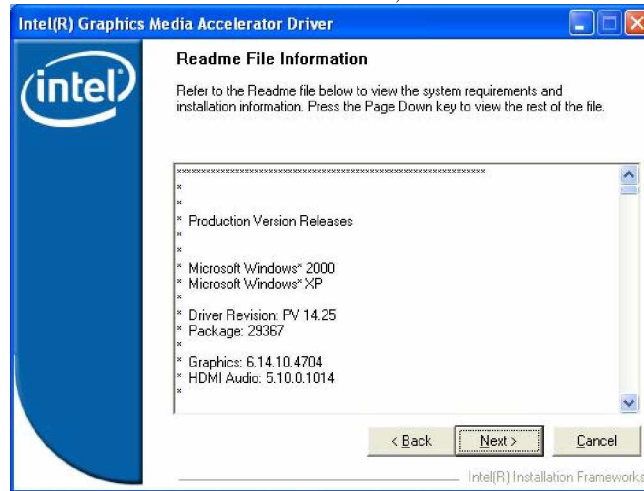 Intel(R) Graphics Media Accelerator Driver
intel
Readme File Information
Refer to the Readme file below to view the system requirements and
installation information. Press the Page Down key to view the rest of the file.
*****************************************************************
*
*
* Production Version Releases
*
*
* Microsoft Windows* 2000
* Microsoft Windows* XP
*
* Driver Revision: PV 14.25
* Package: 29367
*
* Graphics: 6.14.10.4704
* HDMI Audio: 5.10.0.1014
*
< Back
Next >
Cancel
Intel(R) Installation Frameworks